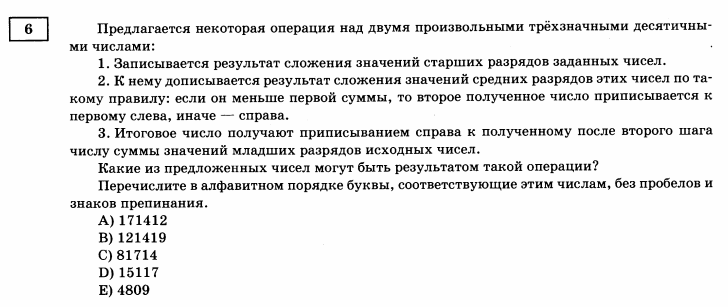 6
Предлагается некоторая операция над двумя произвольными трёхзначными десятичны-
ми числами:
1. Записывается результат сложения значений старших разрядов заданных чисел.
2. К нему дописывается результат сложения значений средних разрядов этих чисел по та-
кому правилу: если он меньше первой суммы, то второе полученное число приписывается к
первому слева, иначе — справа.
3. Итоговое число получают приписыванием справа к полученному после второго шага
числу суммы значений младших разрядов исходных чисел.
Какие из предложенных чисел могут быть результатом такой операции?
Перечислите в алфавитном порядке буквы, соответствующие этим числам, без пробелов и
знаков препинания.
A) 171412
B) 121419
C) 81714
D) 15117
E) 4809